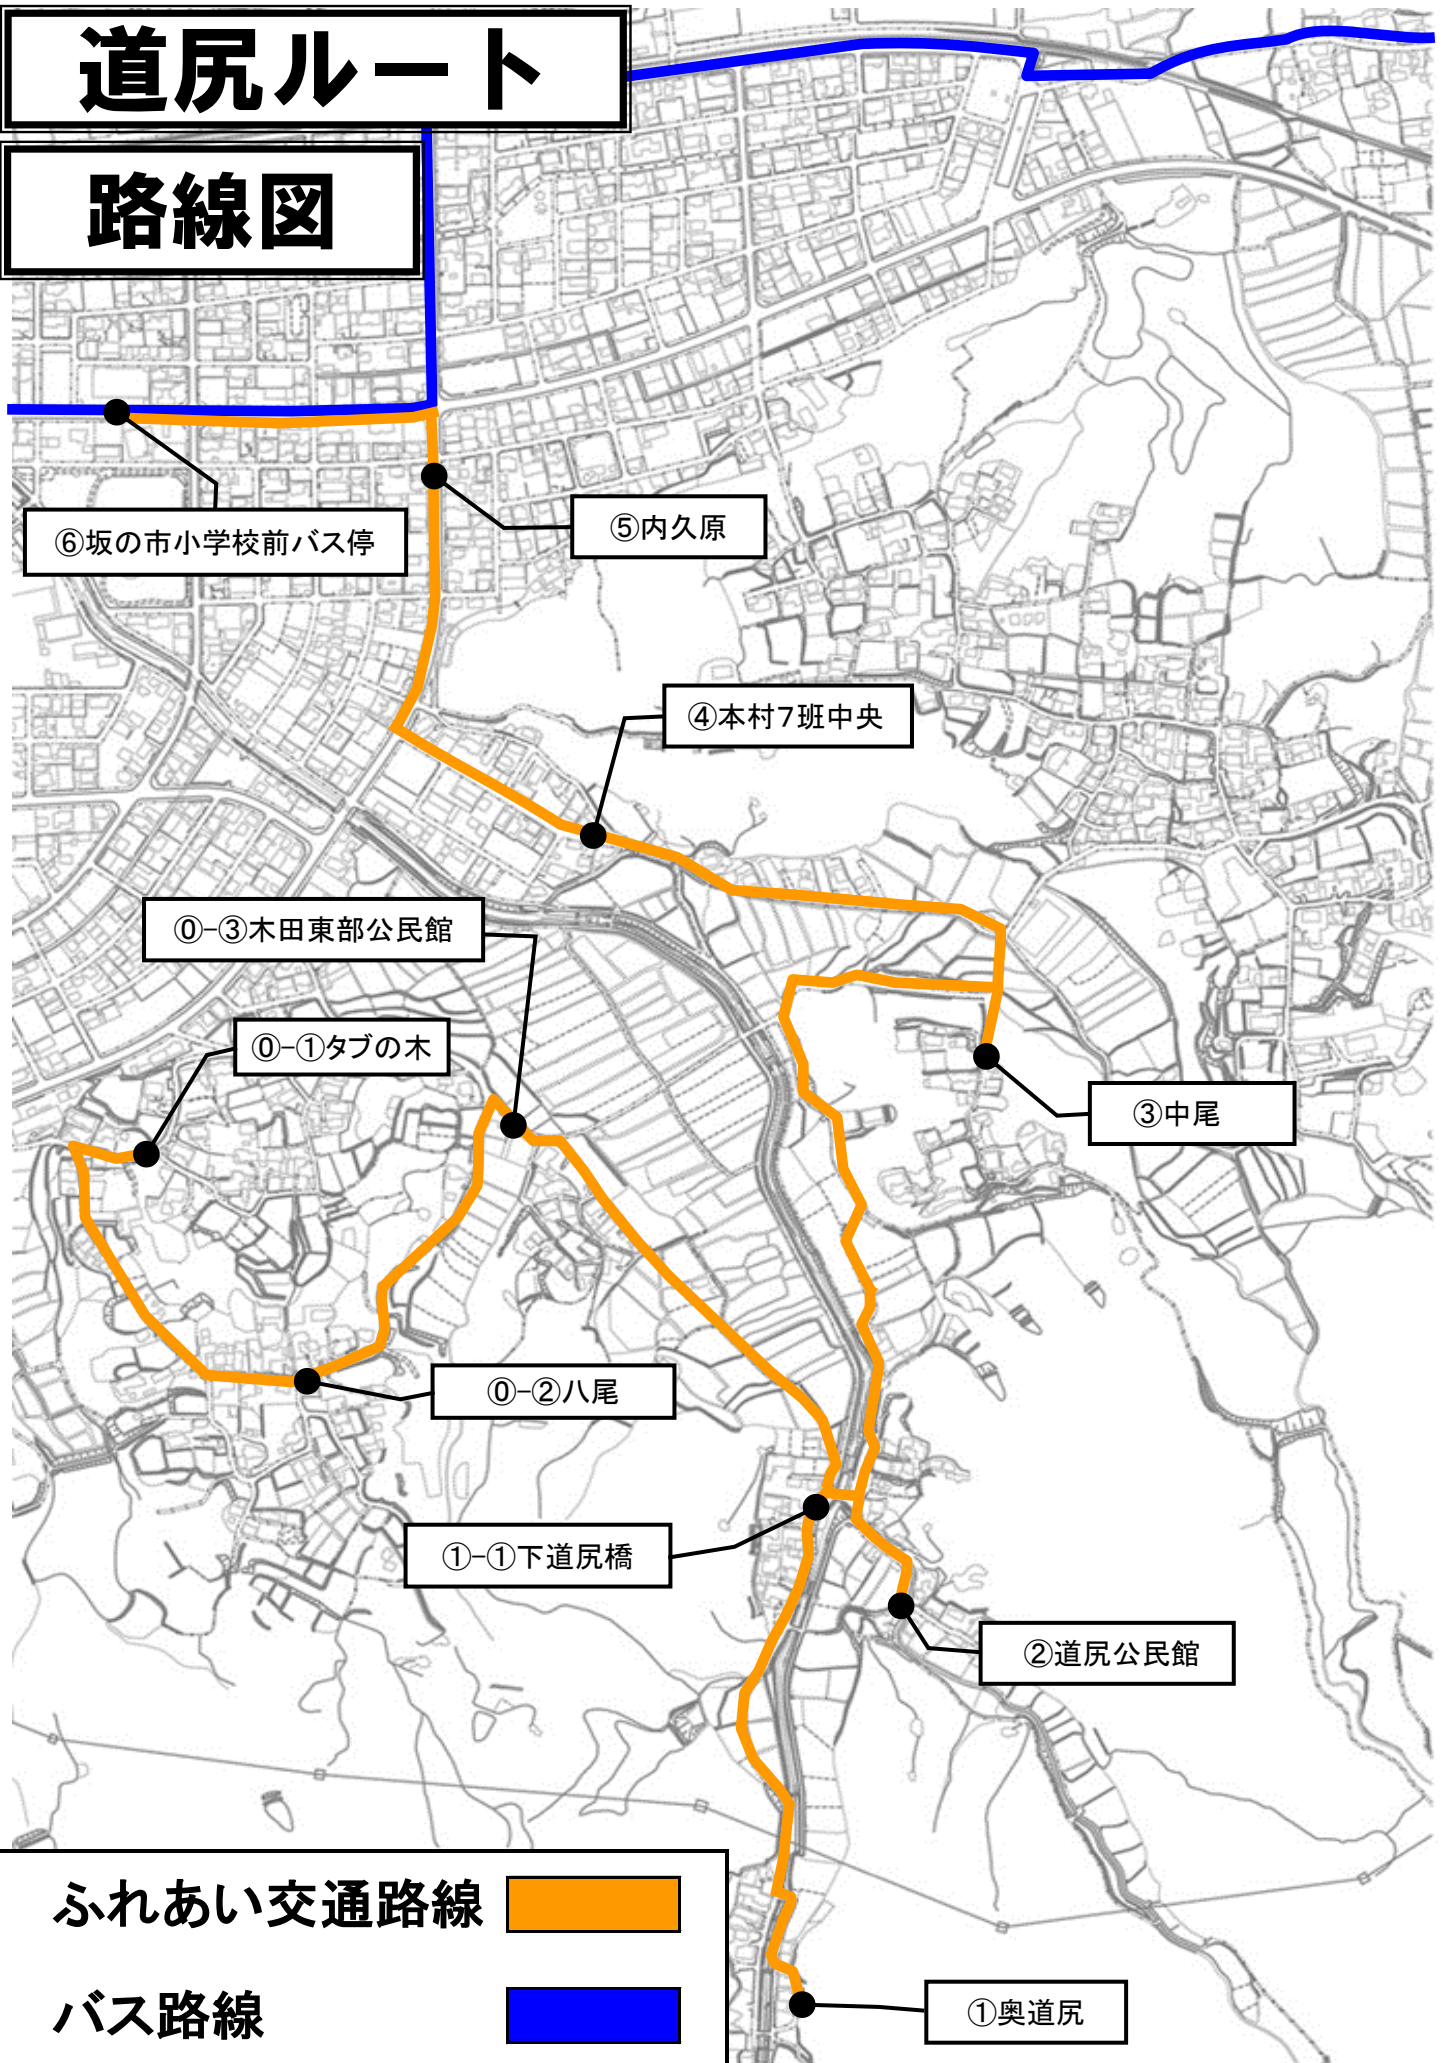 道尻ルート
路線図
⑥坂の市小学校前バス停
⑤内久原
④本村7班中央
⓪-③木田東部公民館
⓪-①タブの木
③中尾
⓪-②八尾
①-①下道尻橋
②道尻公民館
①奥道尻
ふれあい交通路線
バス路線